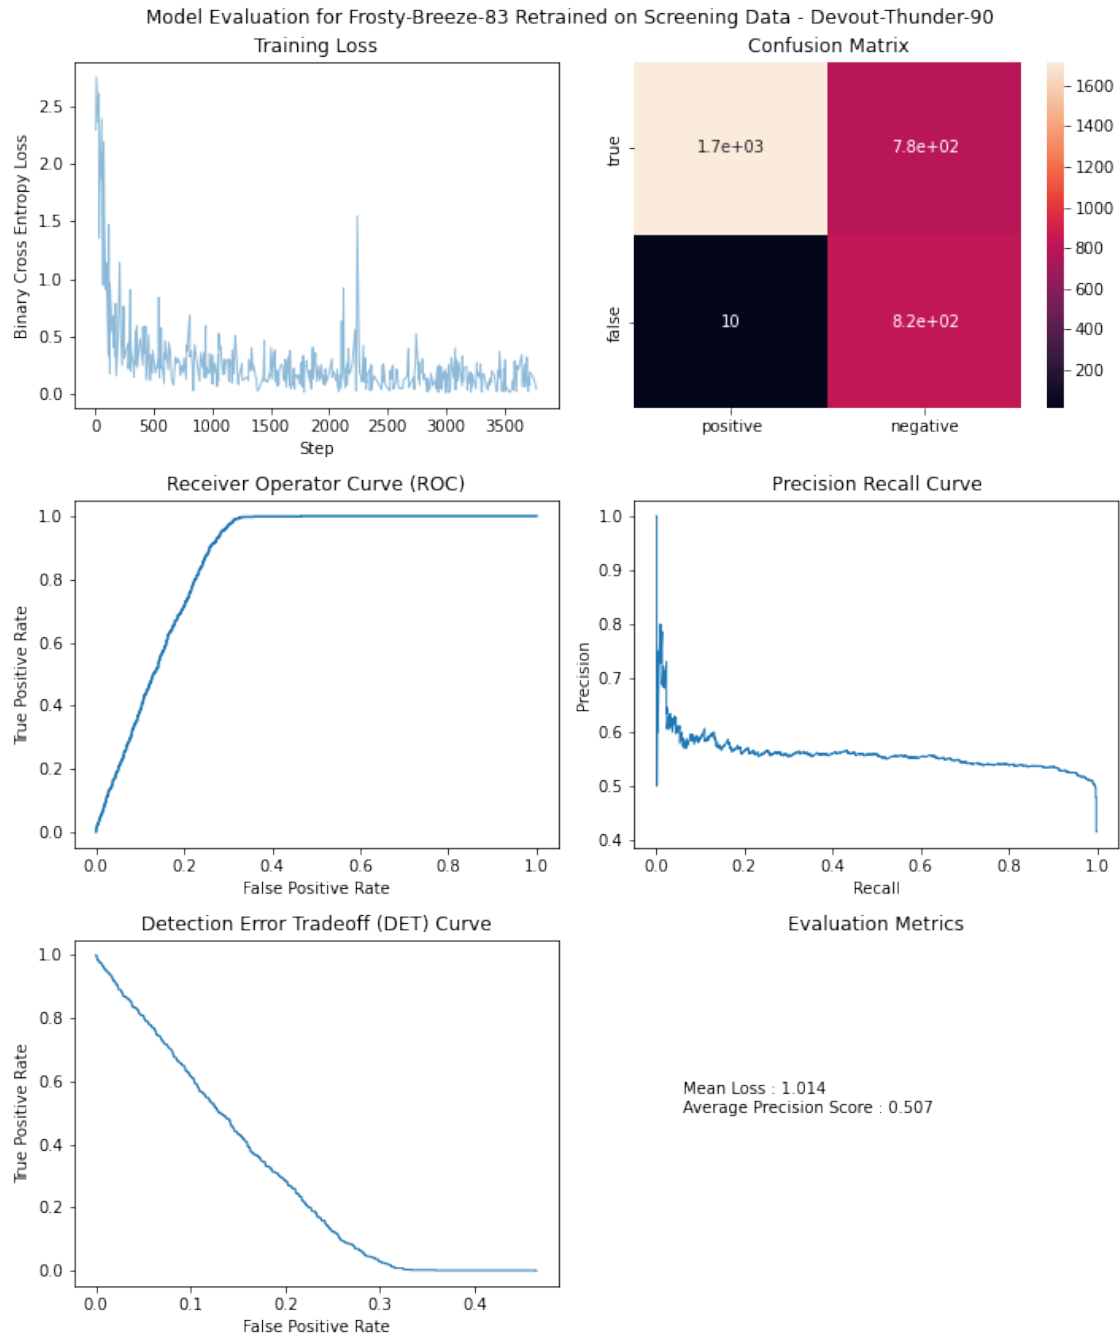 Model Evaluation for Frosty-Breeze-83 Retrained on Screening Data - Devout-Thunder-90
Training Loss
Binary Cross Entropy Loss
2.5
2.0
1.5
1.0
0.5
0.0
0 500 1000 1500 2000 2500 3000 3500
Step
Confusion Matrix
true
false
1.7e+03 7.8e+02
10 8.2e+02
positive negative
1600
1400
1200
1000
800
600
400
200
Receiver Operator Curve (ROC)
True Positive Rate
1.0
0.8
0.6
0.4
0.2
0.0
0.0 0.2 0.4 0.6 0.8 1.0
False Positive Rate
Precision Recall Curve
Precision
1.0
0.9
0.8
0.7
0.6
0.5
0.4
0.0 0.2 0.4 0.6 0.8 1.0
Recall
Detection Error Tradeoff (DET) Curve
True Positive Rate
1.0
0.8
0.6
0.4
0.2
0.0
0.0 0.1 0.2 0.3 0.4
False Positive Rate
Evaluation Metrics
Mean Loss : 1.014
Average Precision Score : 0.507